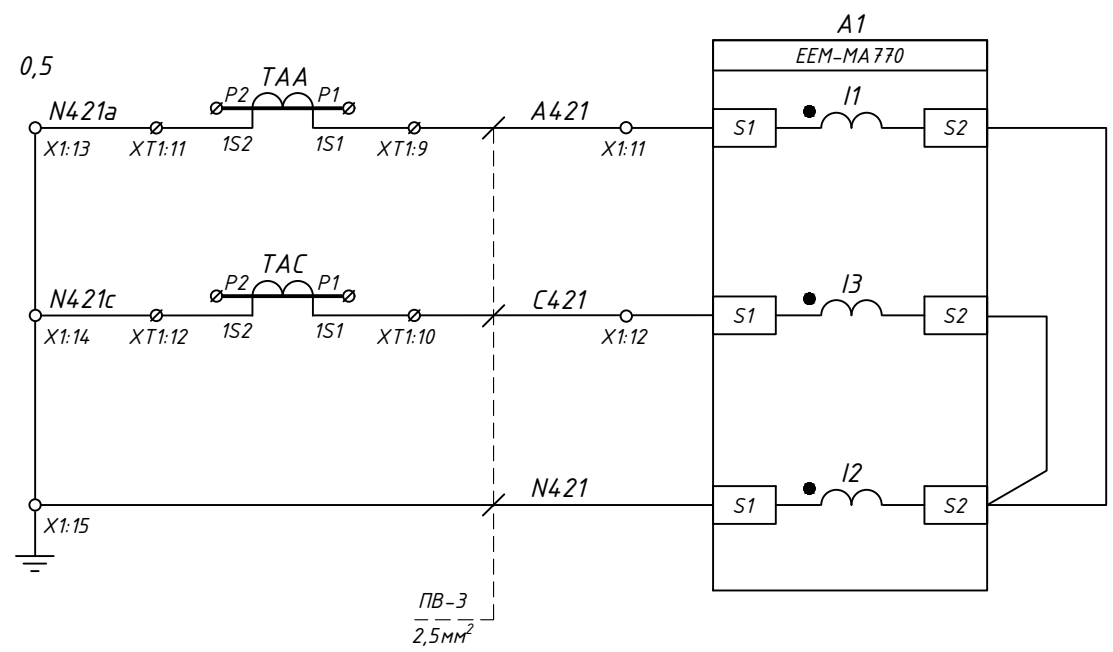 A1
EEM-MA770
0,5
N421a
P2
TAA
P1
A421
S1
I1
S2
X1:13
XT1:11
1S2
1S1
XT1:9
X1:11
N421c
P2
TAC
P1
C421
S1
I3
S2
X1:14
XT1:12
1S2
1S1
XT1:10
X1:12
N421
S1
I2
S2
X1:15
ПВ-3
2,5мм²